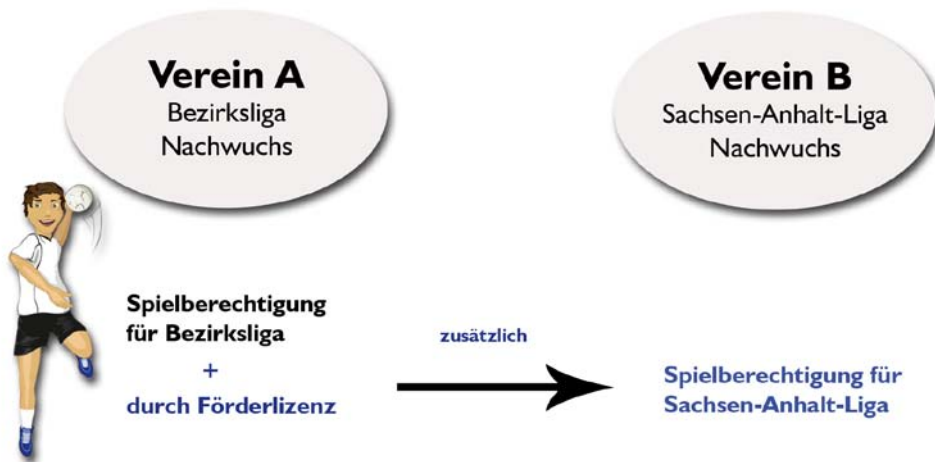 Verein A
Bezirksliga
Nachwuchs
Verein B
Sachsen-Anhalt-Liga
Nachwuchs
Spielberechtigung
für Bezirksliga
+
durch Förderlizenz
zusätzlich
Spielberechtigung für
Sachsen-Anhalt-Liga